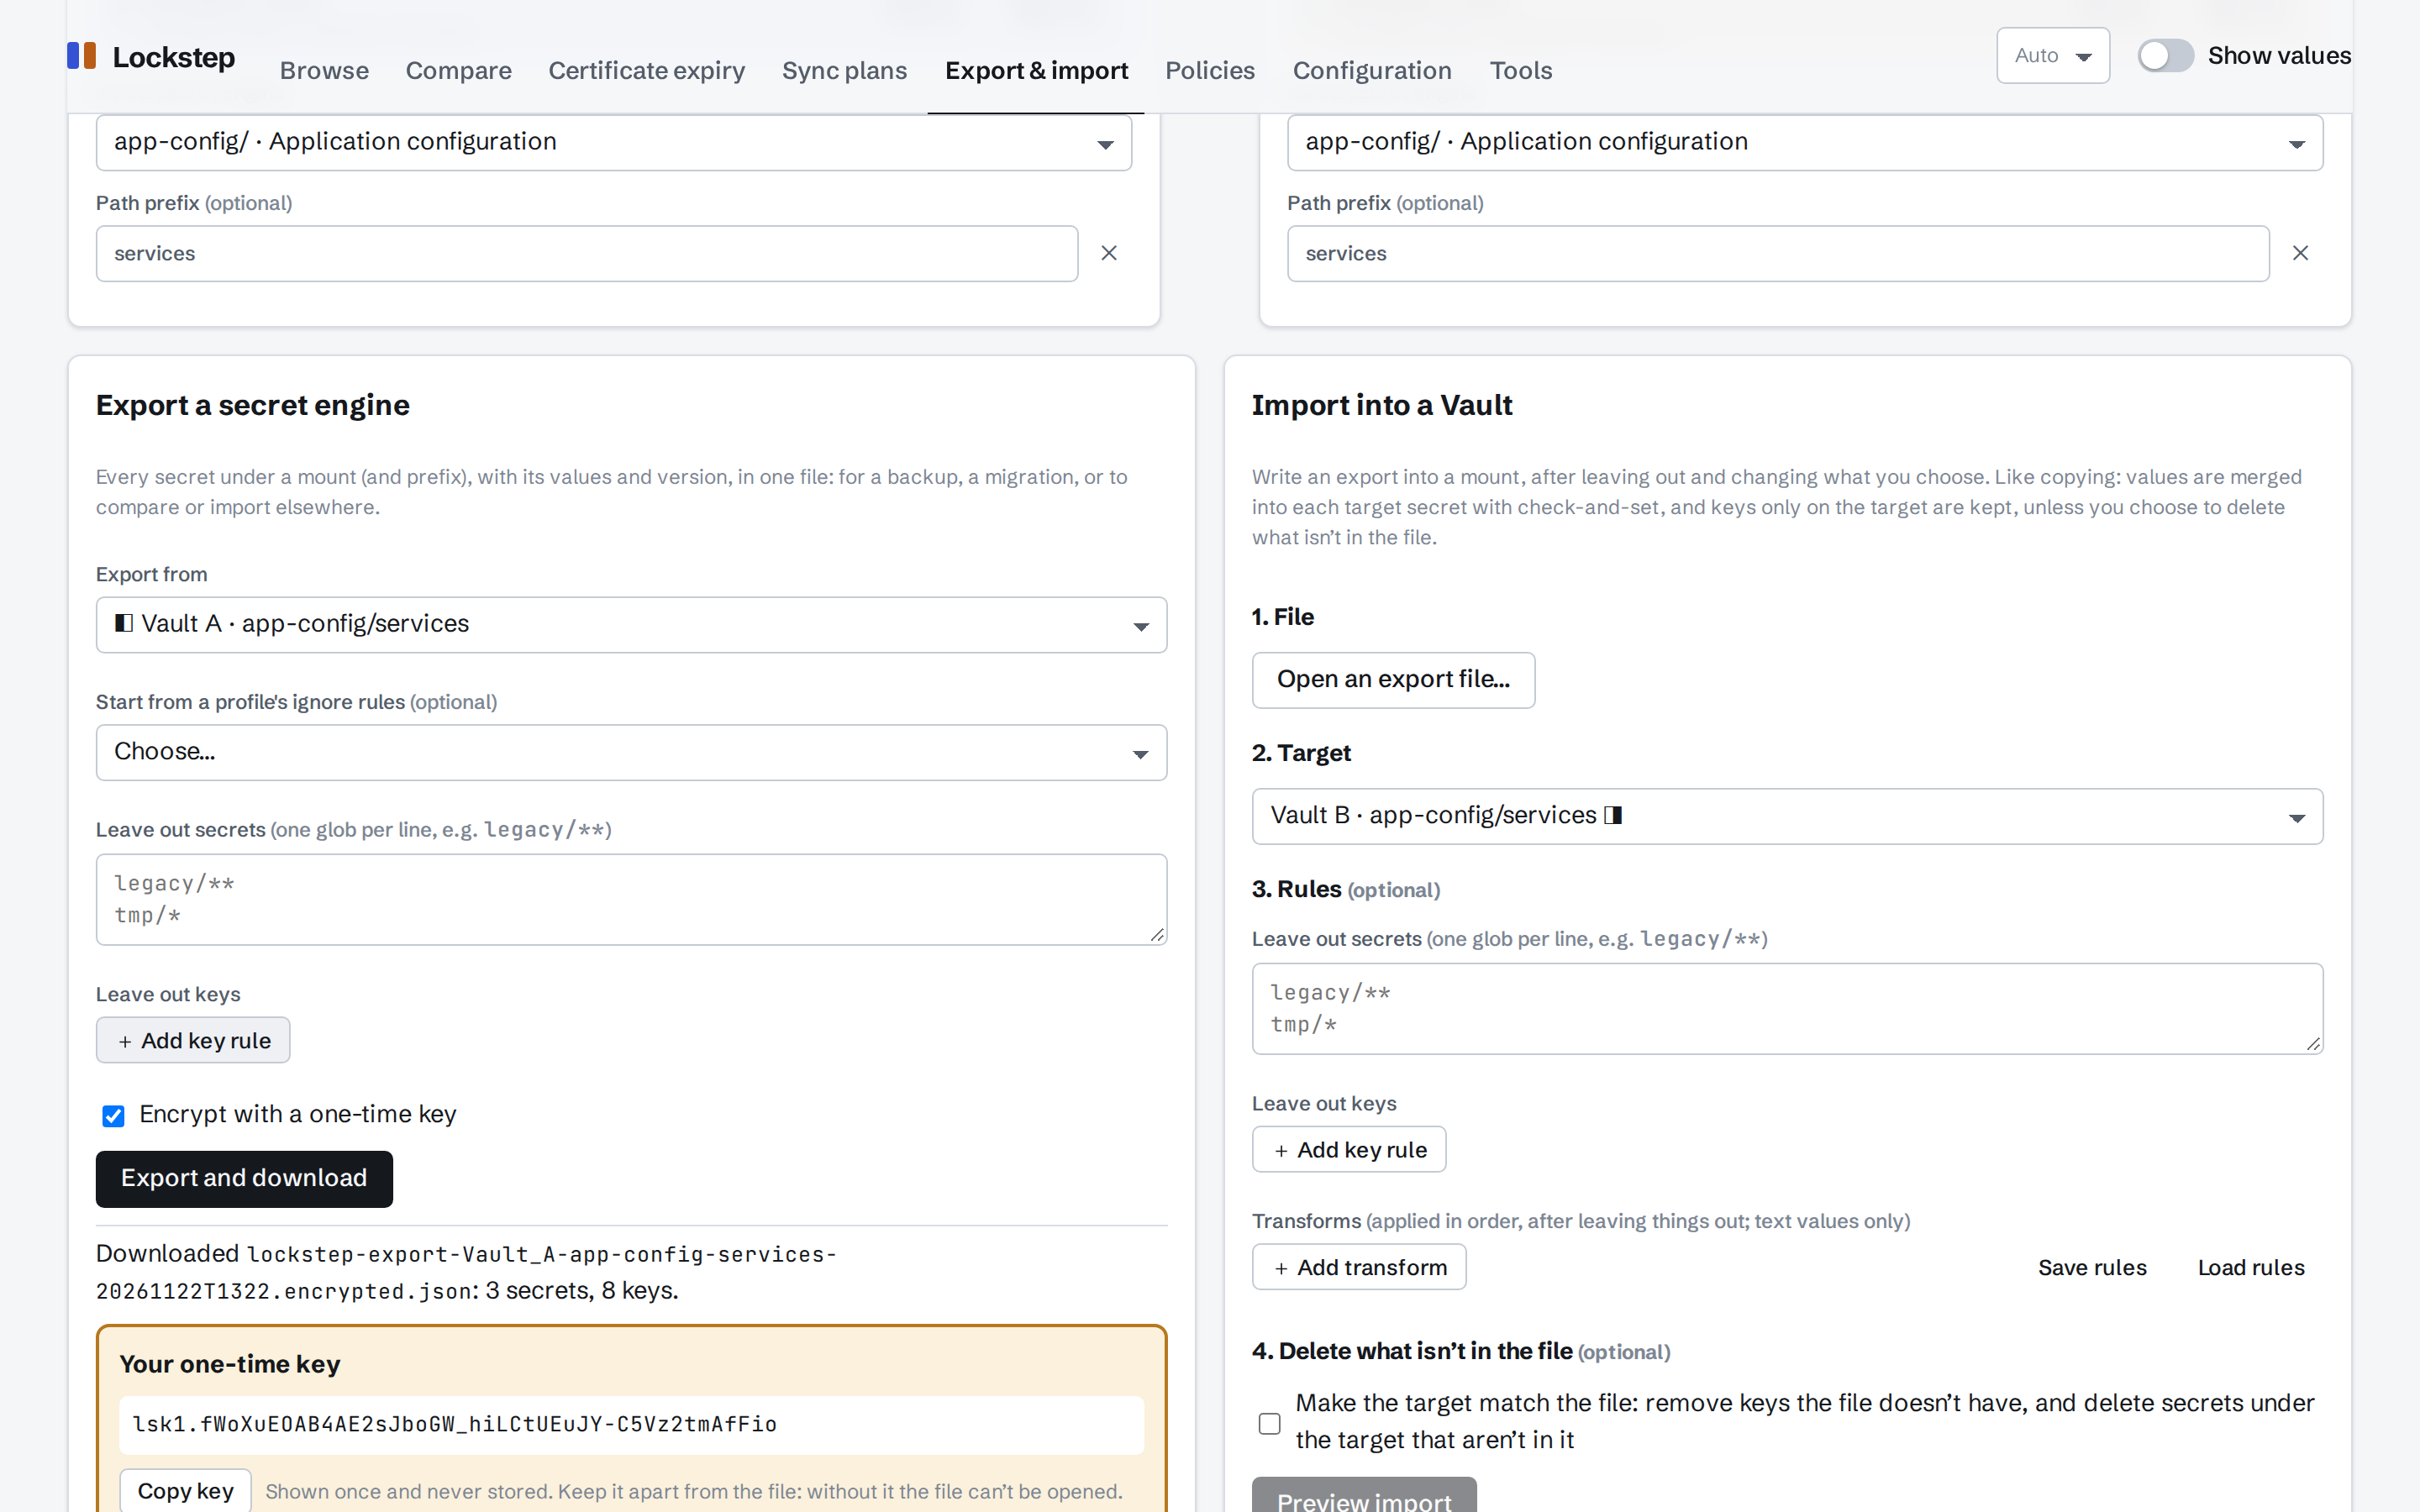 Lockstep
Browse
Compare
Certificate expiry
Sync plans
Export & import
Policies
Configuration
Tools
Auto
Show values
app-config/ · Application configuration
Path prefix (optional)
services
app-config/ · Application configuration
Path prefix (optional)
services
Export a secret engine
Every secret under a mount (and prefix), with its values and version, in one file: for a backup, a migration, or to
compare or import elsewhere.
Export from
Vault A · app-config/services
Start from a profile's ignore rules (optional)
Choose...
Leave out secrets (one glob per line, e.g. legacy/**)
legacy/**
tmp/*
Leave out keys
+ Add key rule
Encrypt with a one-time key
Export and download
Downloaded lockstep-export-Vault_A-app-config-services-
20261122T1322.encrypted.json: 3 secrets, 8 keys.
Your one-time key
lsk1.fWoXuEOAB4AE2sJboGW_hiLCtUEuJY-C5Vz2tmAfFio
Copy key
Shown once and never stored. Keep it apart from the file: without it the file can’t be opened.
Import into a Vault
Write an export into a mount, after leaving out and changing what you choose. Like copying: values are merged
into each target secret with check-and-set, and keys only on the target are kept, unless you choose to delete
what isn’t in the file.
1. File
Open an export file...
2. Target
Vault B · app-config/services
3. Rules (optional)
Leave out secrets (one glob per line, e.g. legacy/**)
legacy/**
tmp/*
Leave out keys
+ Add key rule
Transforms (applied in order, after leaving things out; text values only)
+ Add transform
Save rules
Load rules
4. Delete what isn’t in the file (optional)
Make the target match the file: remove keys the file doesn’t have, and delete secrets under
the target that aren’t in it
Preview import